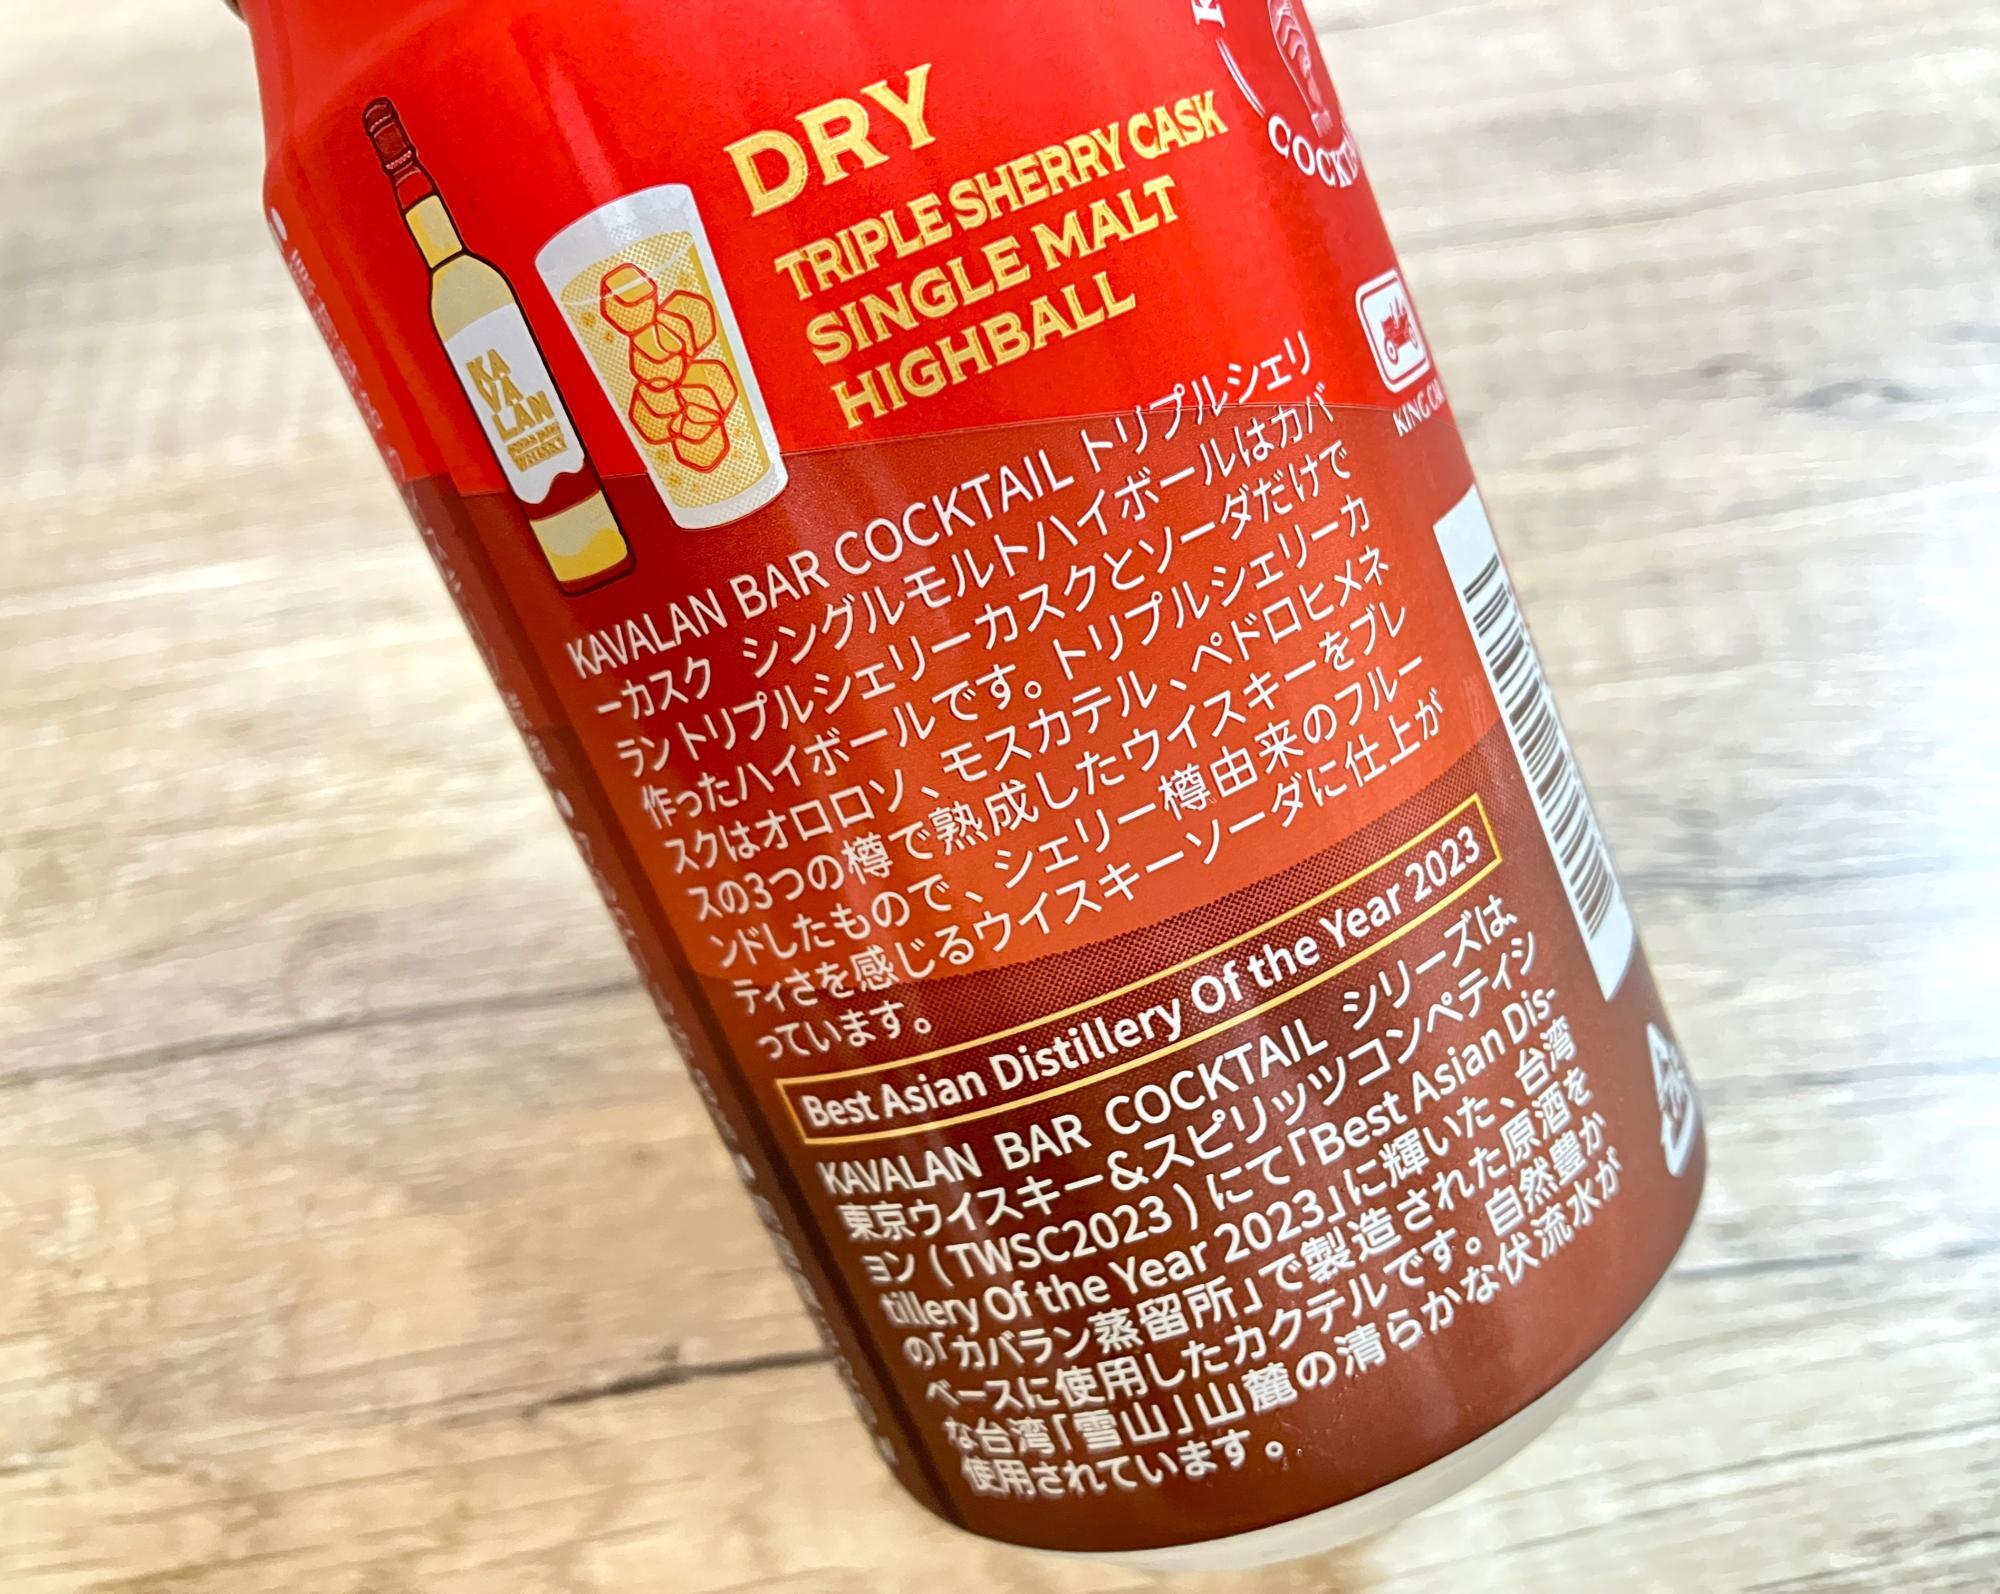 DRY
TRIPLE SHERRY CASK
SINGLE MALT
HIGHBALL
KA
VA
LAN
WHISKY
KING CAR
KAVALAN BAR COCKTAIL トリプルシェリ
ーカスク シングルモルトハイボールはカバ
ラントリプルシェリーカスクとソーダだけで
作ったハイボールです。トリプルシェリーカ
スクはオロロソ、モスカテル、ペドロヒメネ
スの3つの樽で熟成したウイスキーをブレ
ンドしたもので、シェリー樽由来のフルー
ティさを感じるウイスキーソーダに仕上が
っています。
Best Asian Distillery Of the Year 2023
KAVALAN BAR COCKTAIL シリーズは、
東京ウイスキー&スピリッツコンペティシ
ョン(TWSC2023)にて「Best Asian Dis-
tillery Of the Year 2023」に輝いた、台湾
の「カバラン蒸留所」で製造された原酒を
ベースに使用したカクテルです。自然豊か
な台湾「雪山」山麓の清らかな伏流水が
使用されています。